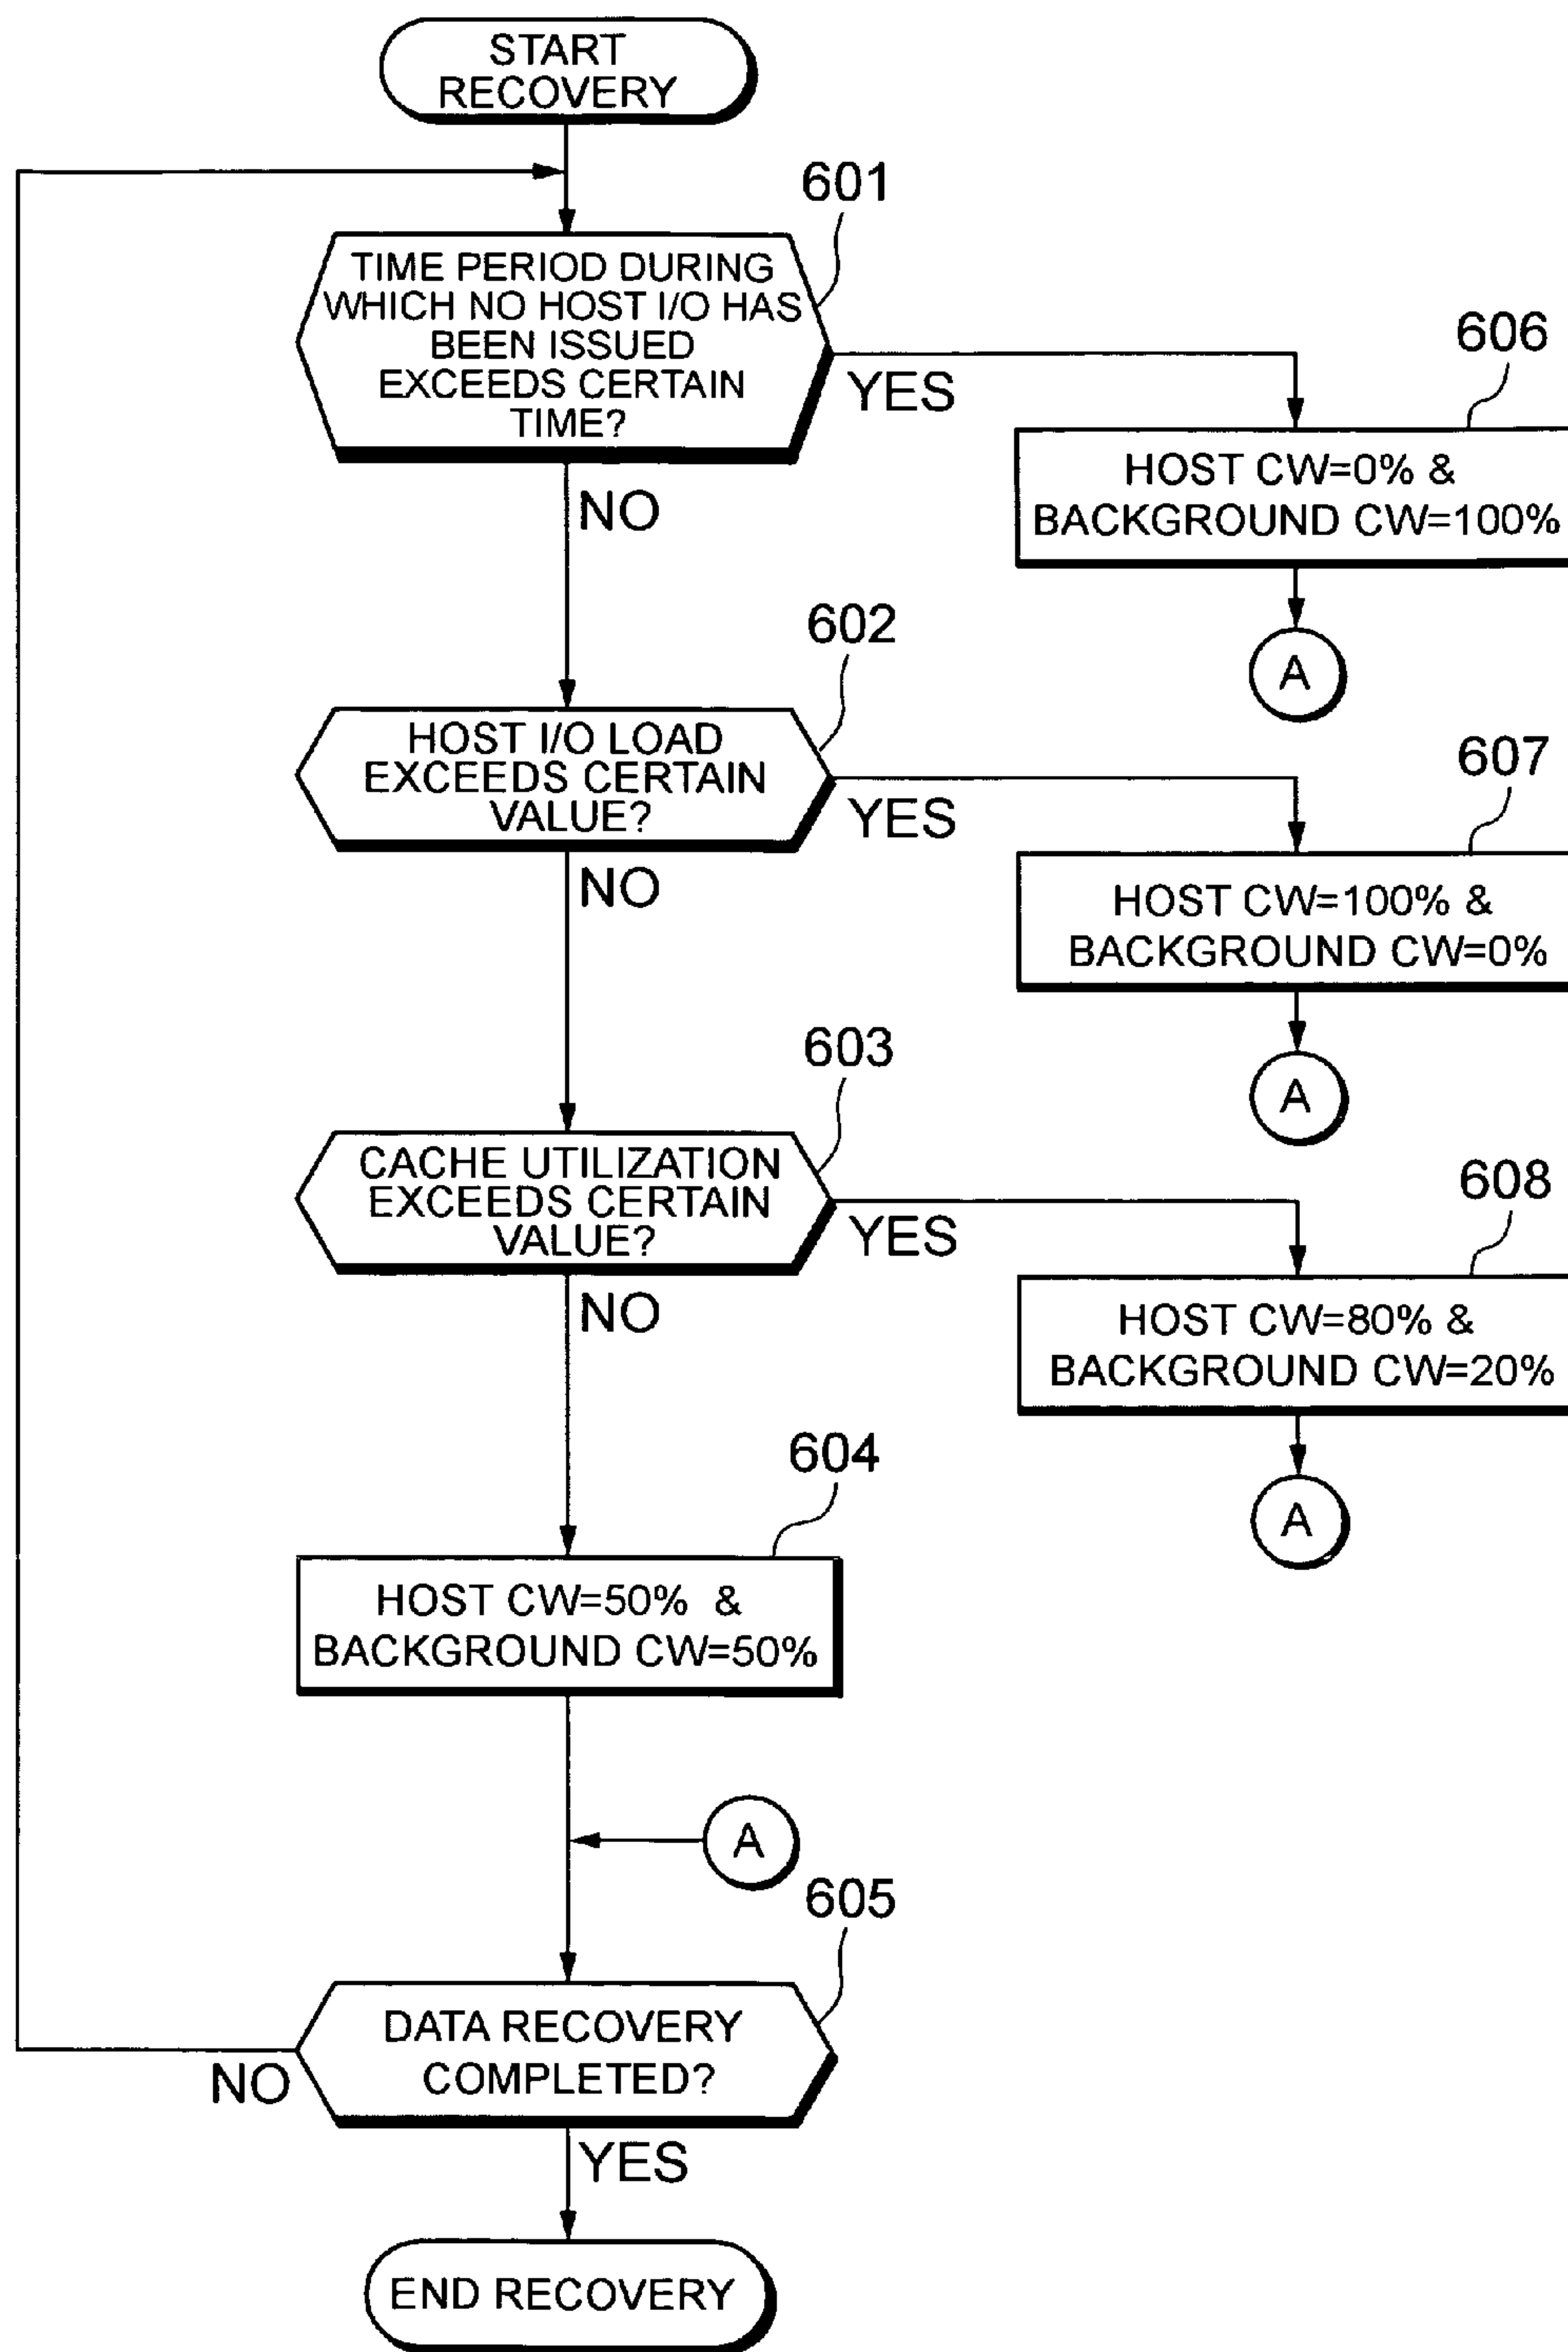 START
RECOVERY
601
TIME PERIOD DURING
WHICH NO HOST I/O HAS
BEEN ISSUED
EXCEEDS CERTAIN
TIME?
YES
606
HOST CW=0% &
BACKGROUND CW=100%
A
NO
602
HOST I/O LOAD
EXCEEDS CERTAIN
VALUE?
YES
607
HOST CW=100% &
BACKGROUND CW=0%
A
NO
603
CACHE UTILIZATION
EXCEEDS CERTAIN
VALUE?
YES
608
HOST CW=80% &
BACKGROUND CW=20%
A
NO
604
HOST CW=50% &
BACKGROUND CW=50%
A
605
DATA RECOVERY
COMPLETED?
NO
YES
END RECOVERY